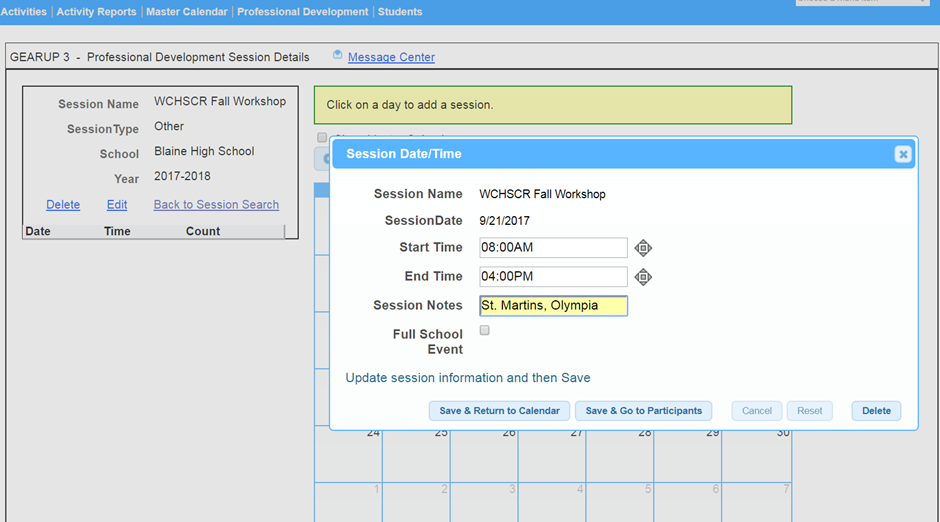 Activities | Activity Reports | Master Calendar | Professional Development | Students
GEARUP 3 - Professional Development Session Details
Message Center
Session Name WCHSCR Fall Workshop
SessionType Other
School Blaine High School
Year 2017-2018
Delete Edit Back to Session Search
Date Time Count
Click on a day to add a session.
Session Date/Time
Session Name WCHSCR Fall Workshop
SessionDate 9/21/2017
Start Time 08:00AM
End Time 04:00PM
Session Notes St. Martins, Olympia
Full School
Event
Update session information and then Save
Save & Return to Calendar Save & Go to Participants Cancel Reset Delete
24 25 26 27 28 29 30
1 2 3 4 5 6 7